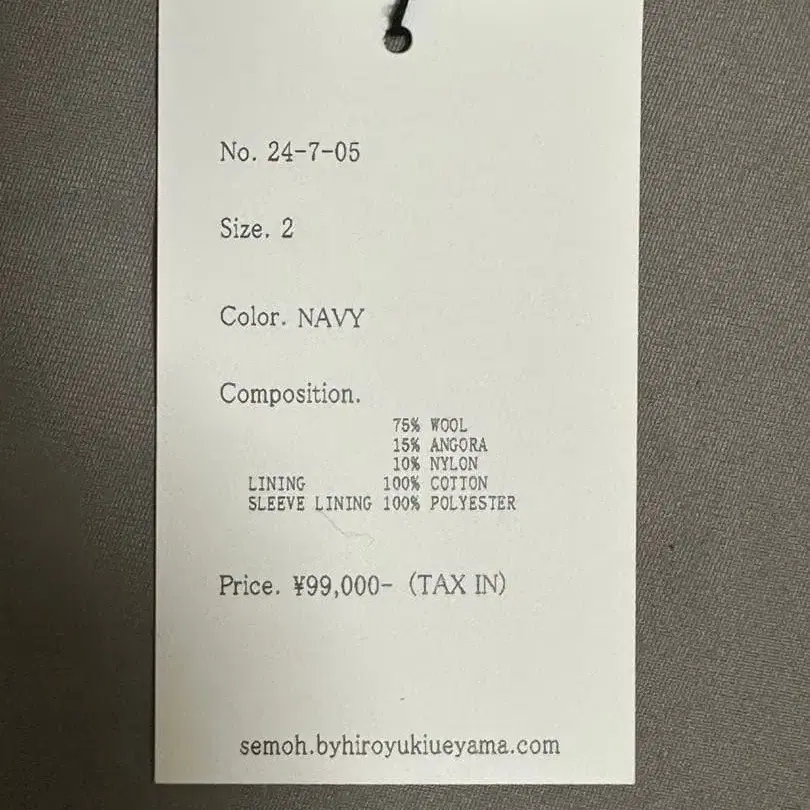 No. 24-7-05
Size. 2
Color. NAVY
Composition.
75% WOOL
15% ANGORA
10% NYLON
LINING 100% COTTON
SLEEVE LINING 100% POLYESTER
Price. ¥99,000- (TAX IN)
semoh.byhiroyukiueyama.com